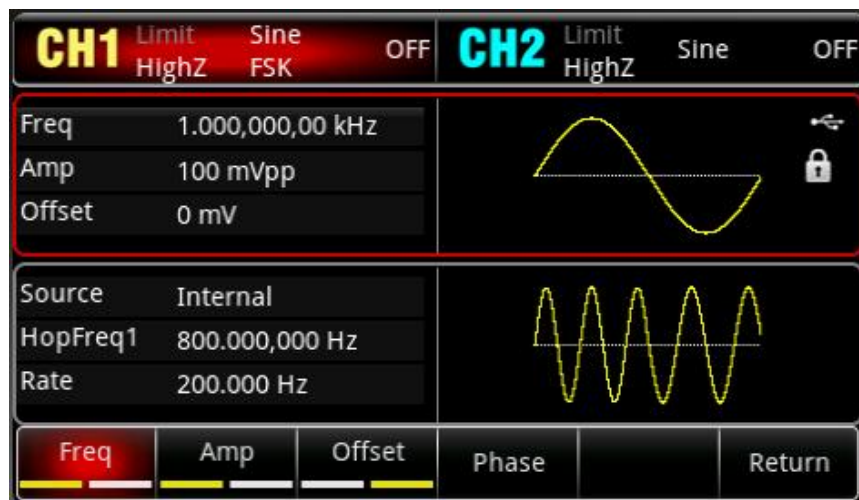 CH1 Limit Sine OFF CH2 Limit Sine OFF
HighZ FSK HighZ
Freq 1.000,000,00 kHz
Amp 100 mVpp
Offset 0 mV
Source Internal
HopFreq1 800.000,000 Hz
Rate 200.000 Hz
Freq Amp Offset Phase Return